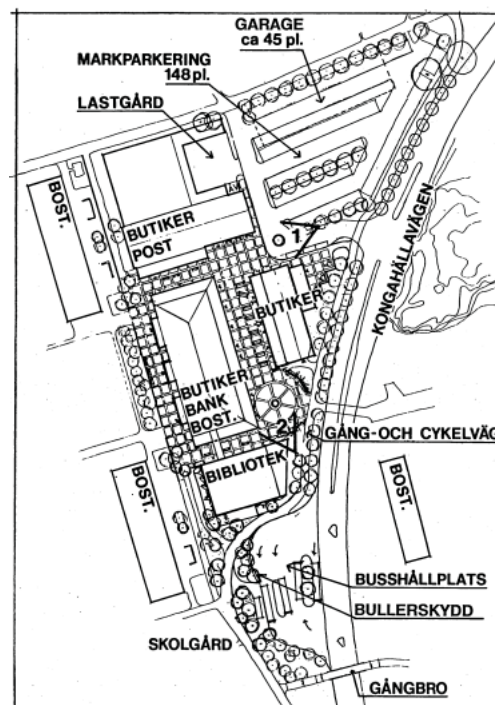 GARAGE
ca 45 pl.
MARKPARKERING
148 pl.
LASTGÅRD
BOST.
BUTIKER
POST
1
KONGAHÄLLAVÄGEN
BUTIKER
BUTIKER
BANK
BOST.
2
GÅNG-OCH CYKELVÄG
BIBLIOTEK
BOST.
BOST.
BUSSHÅLLPLATS
BULLERSKYDD
SKOLGÅRD
GÅNGBRO